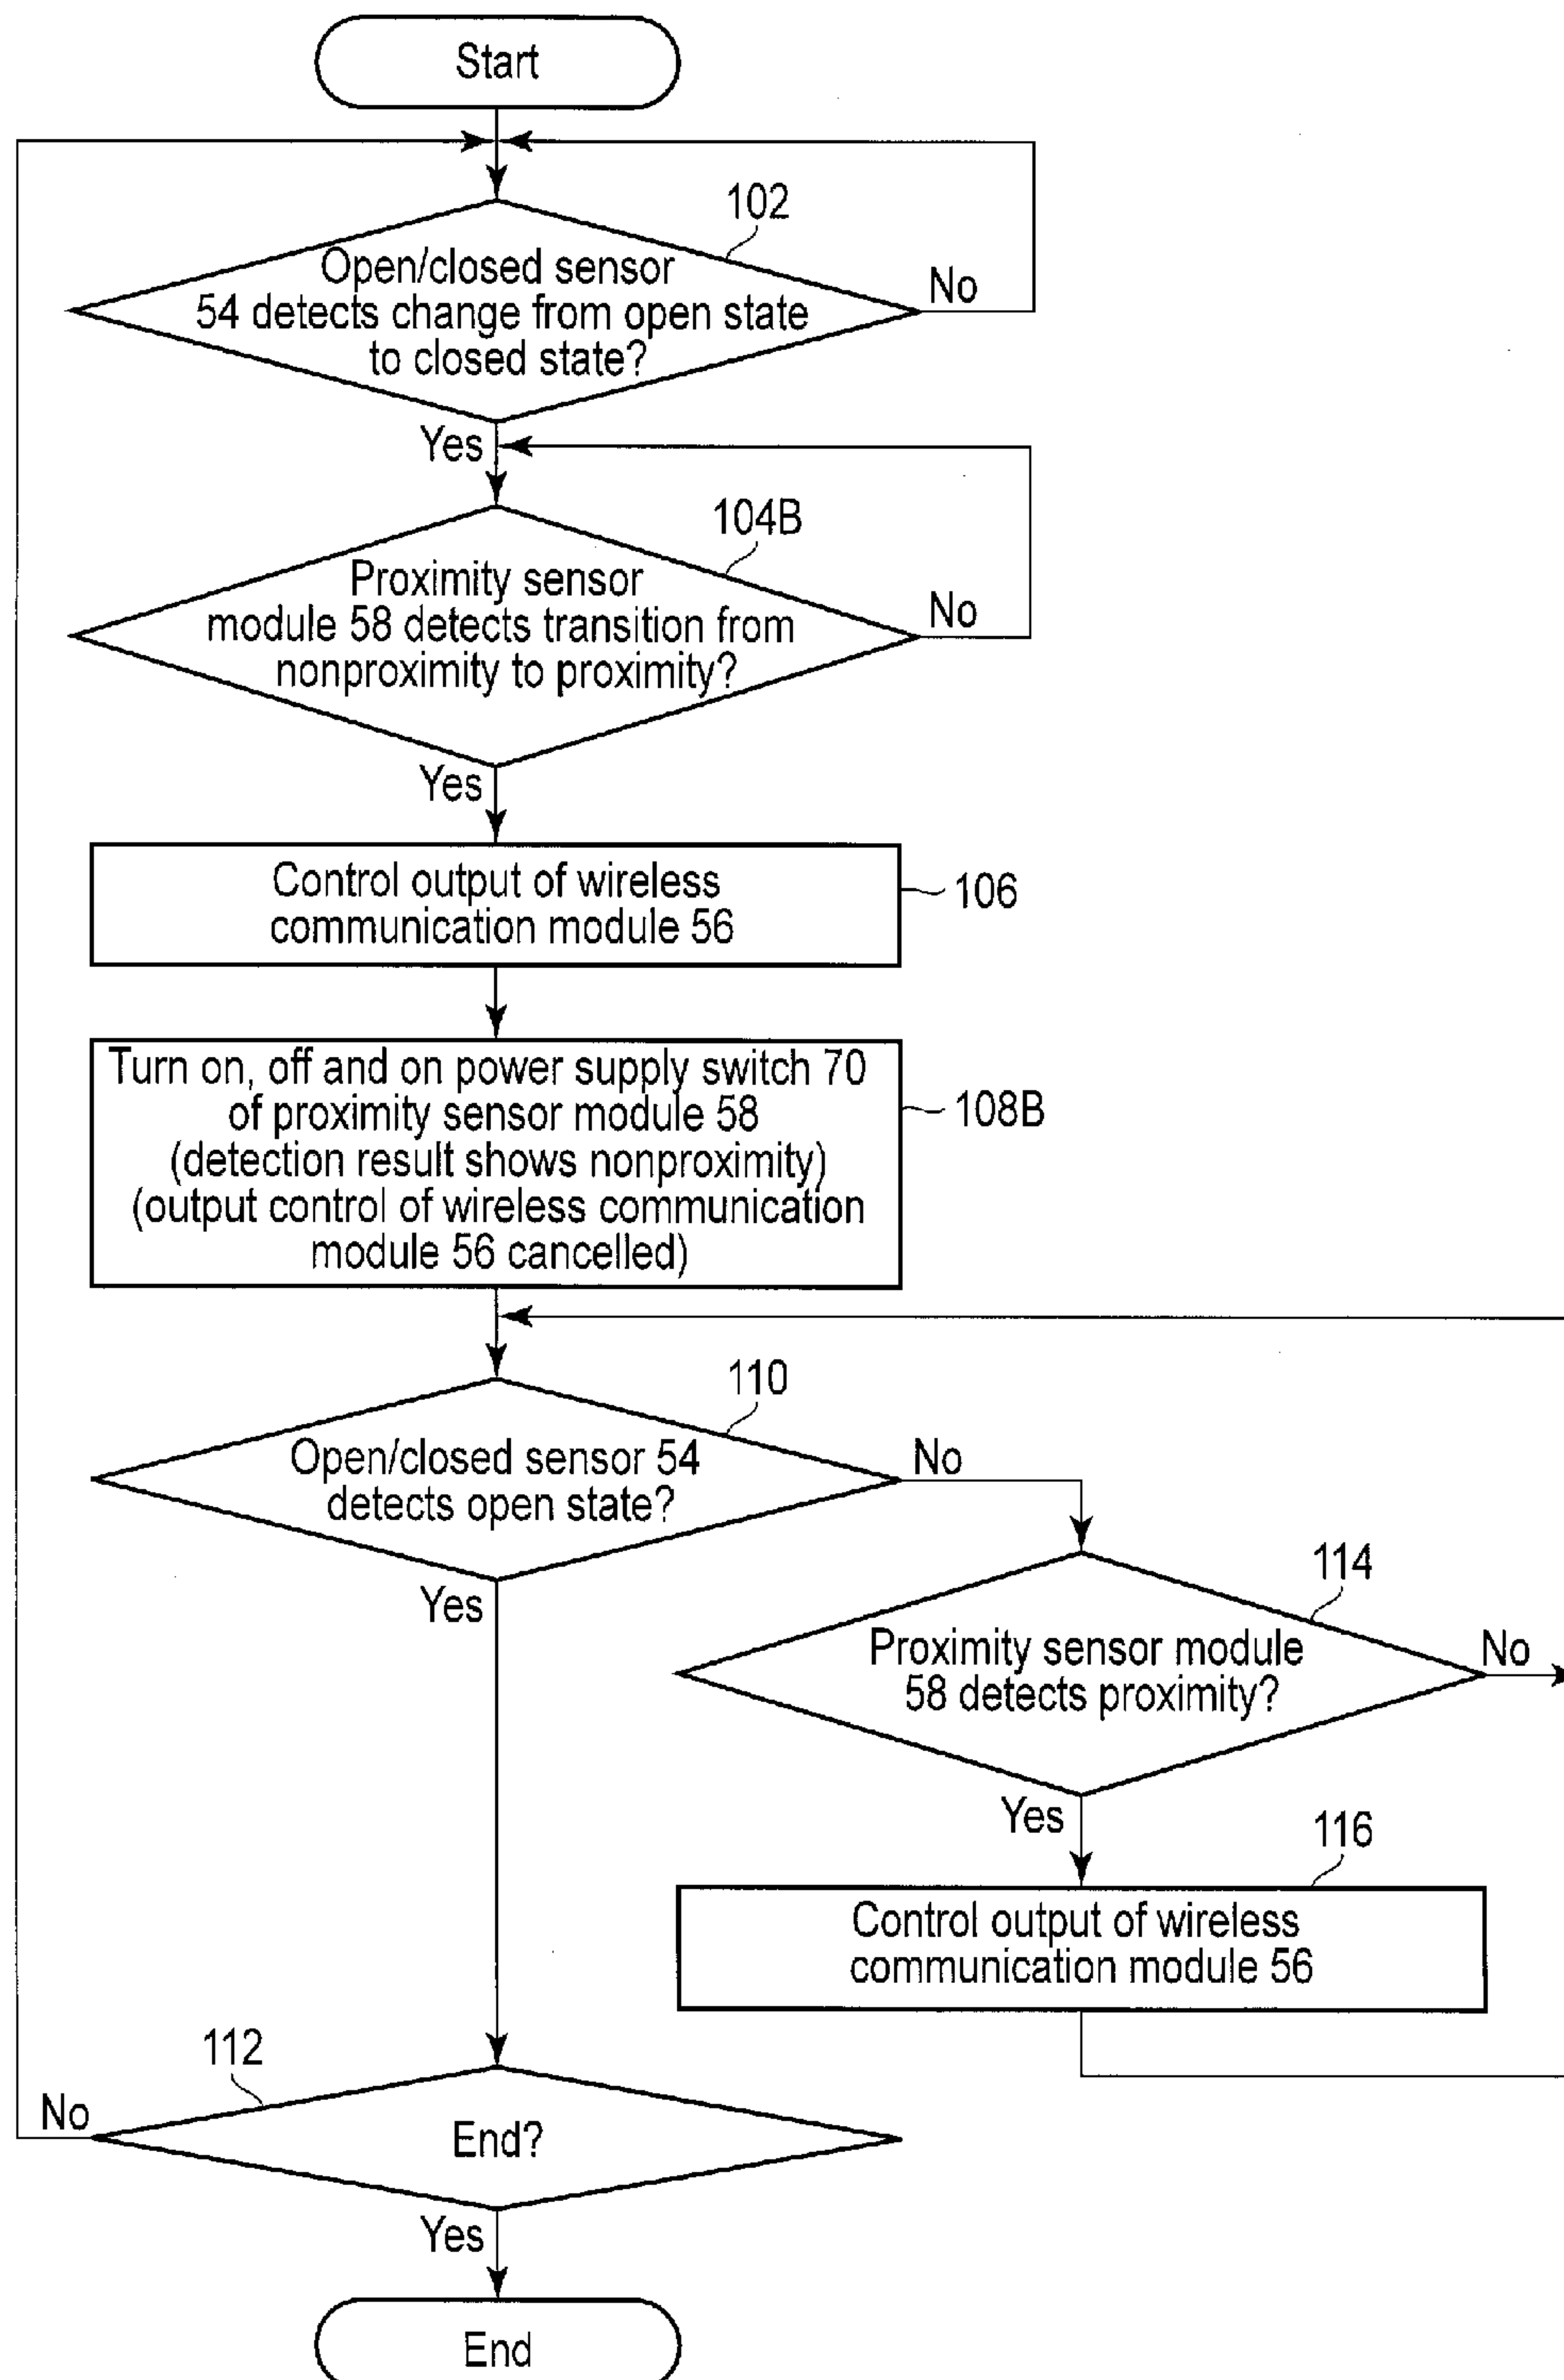 Start
102
Open/closed sensor
54 detects change from open state
to closed state?
No
Yes
104B
Proximity sensor
module 58 detects transition from
nonproximity to proximity?
No
Yes
Control output of wireless
communication module 56
106
Turn on, off and on power supply switch 70
of proximity sensor module 58
(detection result shows nonproximity)
(output control of wireless communication
module 56 cancelled)
108B
110
Open/closed sensor 54
detects open state?
No
Yes
114
Proximity sensor module
58 detects proximity?
No
Yes
116
Control output of wireless
communication module 56
112
No
End?
Yes
End